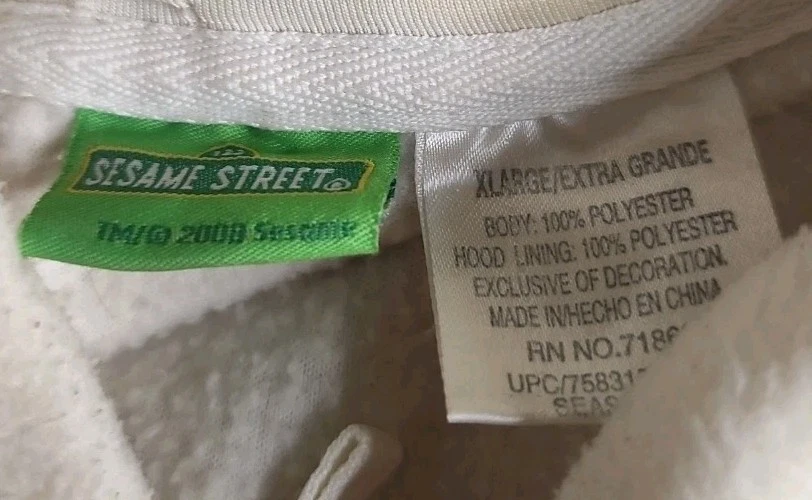 SESAME STREET
TM/© 2008 Sesame
XLARGE/EXTRA GRANDE
BODY: 100% POLYESTER
HOOD LINING: 100% POLYESTER
EXCLUSIVE OF DECORATION.
MADE IN/HECHO EN CHINA
RN NO.7186
UPC/75831
SEAS